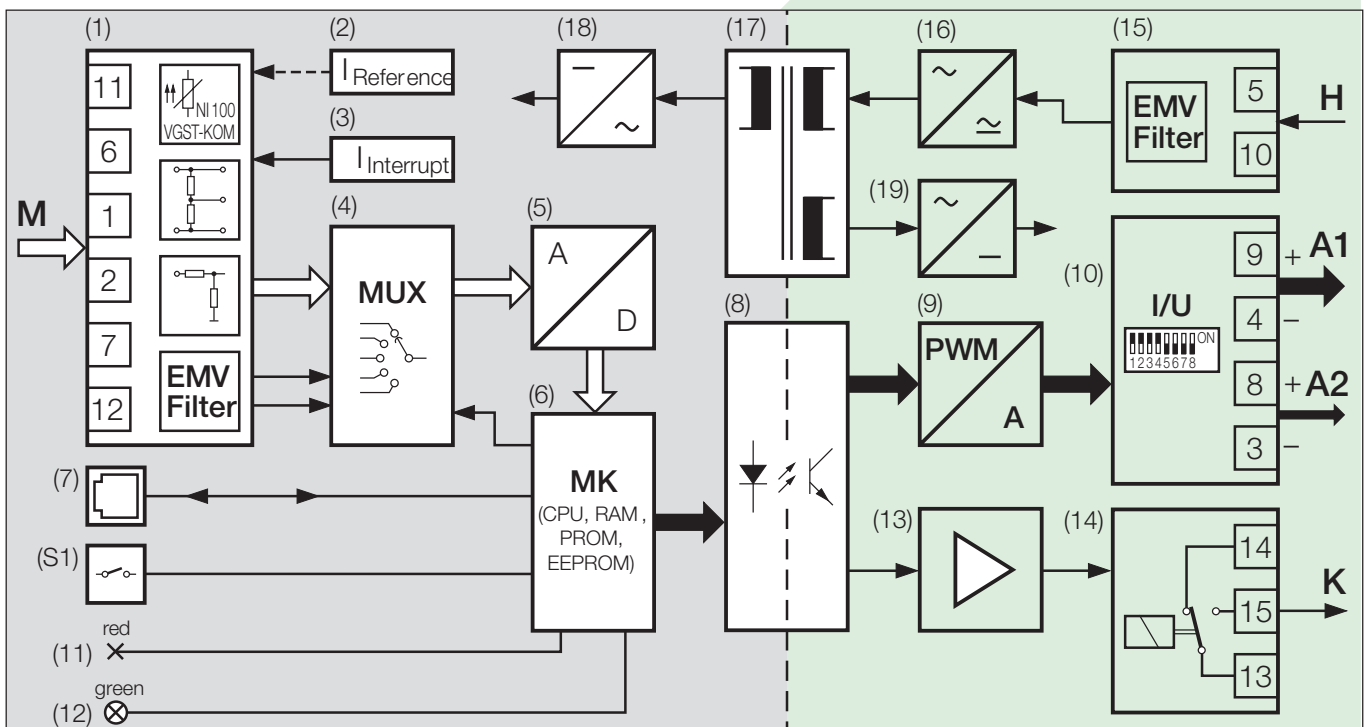 (1)
(2)
(18)
(17)
(16)
(15)
11
6
1
2
7
12
NI 100
VGST-KOM
EMV
Filter
M
I Reference
(3)
I Interrupt
(4)
MUX
(5)
A
D
(6)
MK
(CPU, RAM ,
PROM,
EEPROM)
(7)
(S1)
red
(11)
green
(12)
–
~
~
≃
EMV
Filter
5
10
H
(19)
~
–
(8)
(9)
PWM
A
(10)
I/U
ON
12345678
9
4
8
3
+ A1
–
+ A2
–
(13)
(14)
14
15
13
K